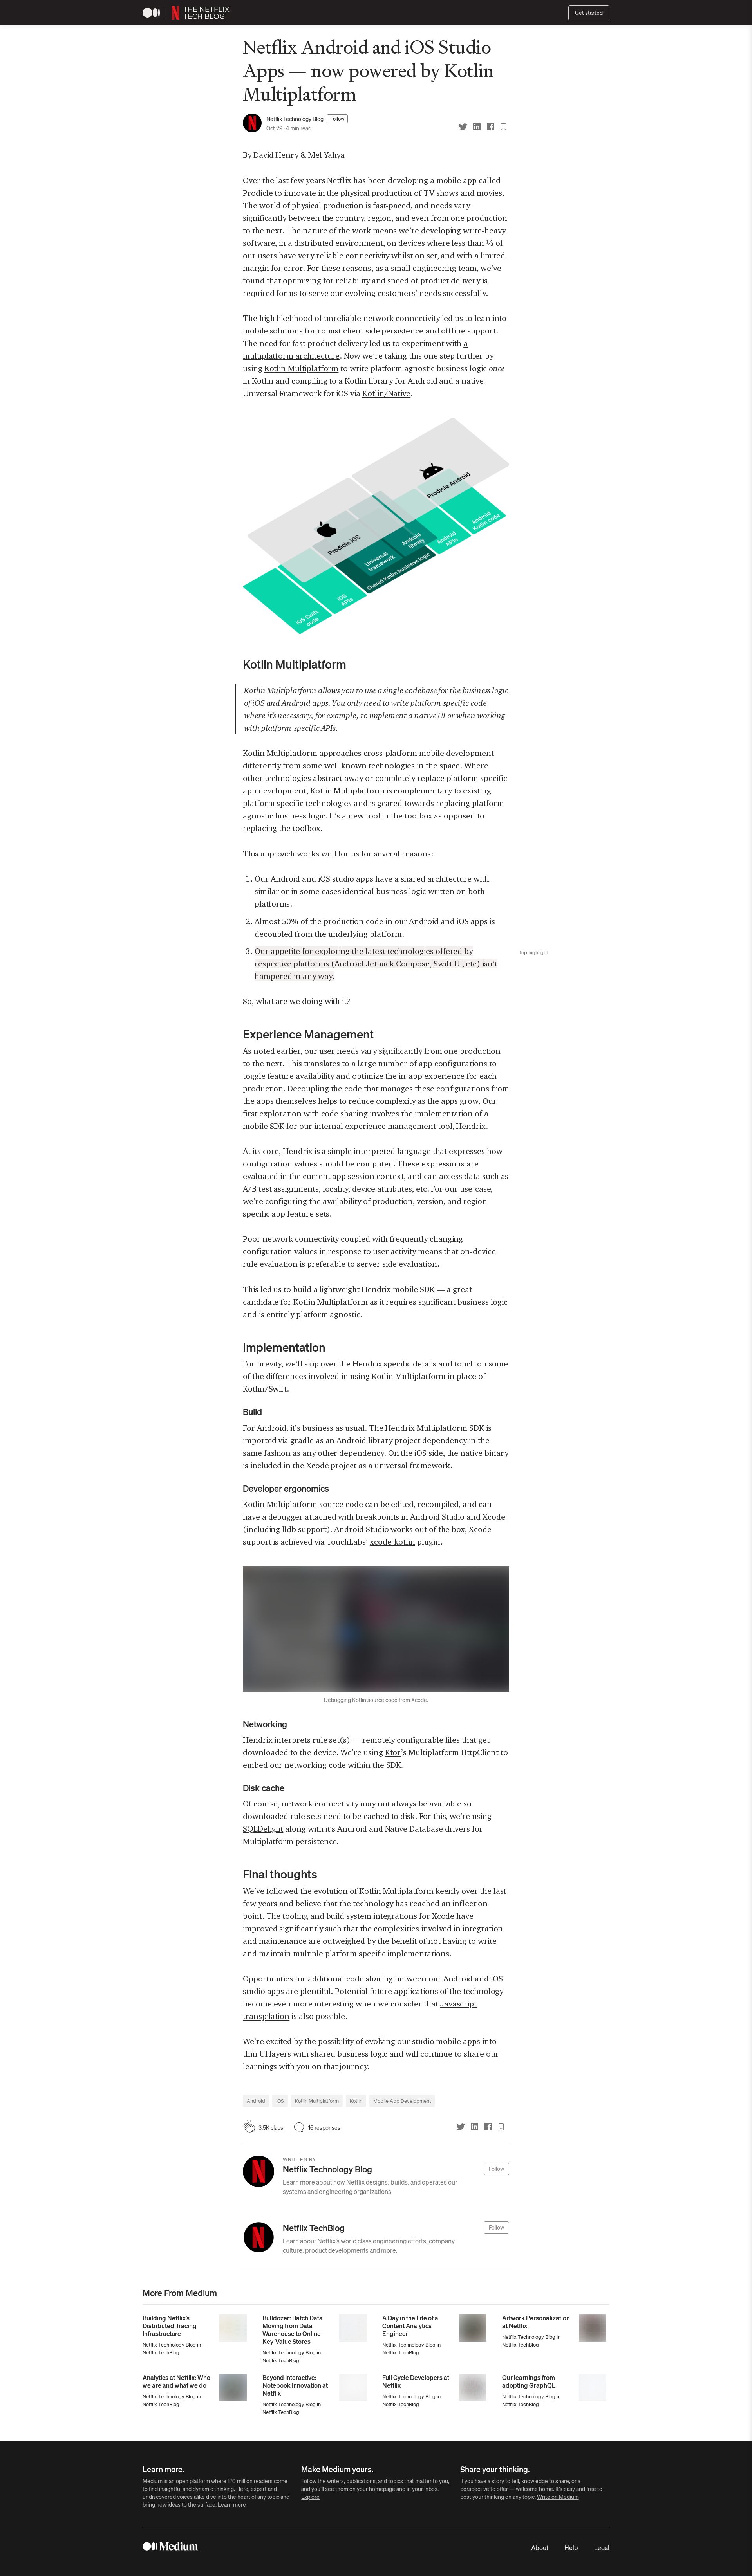 THE NETFLIX
TECH BLOG
Get started
Netflix Android and iOS Studio
Apps — now powered by Kotlin
Multiplatform
Netflix Technology Blog Follow
Oct 29 · 4 min read
By David Henry & Mel Yahya
Over the last few years Netflix has been developing a mobile app called
Prodicle to innovate in the physical production of TV shows and movies.
The world of physical production is fast-paced, and needs vary
significantly between the country, region, and even from one production
to the next. The nature of the work means we’re developing write-heavy
software, in a distributed environment, on devices where less than ⅓ of
our users have very reliable connectivity whilst on set, and with a limited
margin for error. For these reasons, as a small engineering team, we’ve
found that optimizing for reliability and speed of product delivery is
required for us to serve our evolving customers’ needs successfully.
The high likelihood of unreliable network connectivity led us to lean into
mobile solutions for robust client side persistence and offline support.
The need for fast product delivery led us to experiment with a
multiplatform architecture. Now we’re taking this one step further by
using Kotlin Multiplatform to write platform agnostic business logic once
in Kotlin and compiling to a Kotlin library for Android and a native
Universal Framework for iOS via Kotlin/Native.
Prodicle Android
Prodicle iOS
Android
Kotlin code
Android
APIs
Android
library
Universal
framework
Shared Kotlin business logic
iOS
APIs
iOS Swift
code
Kotlin Multiplatform
Kotlin Multiplatform allows you to use a single codebase for the business logic
of iOS and Android apps. You only need to write platform-specific code
where it’s necessary, for example, to implement a native UI or when working
with platform-specific APIs.
Kotlin Multiplatform approaches cross-platform mobile development
differently from some well known technologies in the space. Where
other technologies abstract away or completely replace platform specific
app development, Kotlin Multiplatform is complementary to existing
platform specific technologies and is geared towards replacing platform
agnostic business logic. It’s a new tool in the toolbox as opposed to
replacing the toolbox.
This approach works well for us for several reasons:
1. Our Android and iOS studio apps have a shared architecture with
similar or in some cases identical business logic written on both
platforms.
2. Almost 50% of the production code in our Android and iOS apps is
decoupled from the underlying platform.
3. Our appetite for exploring the latest technologies offered by
respective platforms (Android Jetpack Compose, Swift UI, etc) isn’t
hampered in any way.
Top highlight
So, what are we doing with it?
Experience Management
As noted earlier, our user needs vary significantly from one production
to the next. This translates to a large number of app configurations to
toggle feature availability and optimize the in-app experience for each
production. Decoupling the code that manages these configurations from
the apps themselves helps to reduce complexity as the apps grow. Our
first exploration with code sharing involves the implementation of a
mobile SDK for our internal experience management tool, Hendrix.
At its core, Hendrix is a simple interpreted language that expresses how
configuration values should be computed. These expressions are
evaluated in the current app session context, and can access data such as
A/B test assignments, locality, device attributes, etc. For our use-case,
we’re configuring the availability of production, version, and region
specific app feature sets.
Poor network connectivity coupled with frequently changing
configuration values in response to user activity means that on-device
rule evaluation is preferable to server-side evaluation.
This led us to build a lightweight Hendrix mobile SDK — a great
candidate for Kotlin Multiplatform as it requires significant business logic
and is entirely platform agnostic.
Implementation
For brevity, we’ll skip over the Hendrix specific details and touch on some
of the differences involved in using Kotlin Multiplatform in place of
Kotlin/Swift.
Build
For Android, it’s business as usual. The Hendrix Multiplatform SDK is
imported via gradle as an Android library project dependency in the
same fashion as any other dependency. On the iOS side, the native binary
is included in the Xcode project as a universal framework.
Developer ergonomics
Kotlin Multiplatform source code can be edited, recompiled, and can
have a debugger attached with breakpoints in Android Studio and Xcode
(including lldb support). Android Studio works out of the box, Xcode
support is achieved via TouchLabs’ xcode-kotlin plugin.
Debugging Kotlin source code from Xcode.
Networking
Hendrix interprets rule set(s) — remotely configurable files that get
downloaded to the device. We’re using Ktor’s Multiplatform HttpClient to
embed our networking code within the SDK.
Disk cache
Of course, network connectivity may not always be available so
downloaded rule sets need to be cached to disk. For this, we’re using
SQLDelight along with it’s Android and Native Database drivers for
Multiplatform persistence.
Final thoughts
We’ve followed the evolution of Kotlin Multiplatform keenly over the last
few years and believe that the technology has reached an inflection
point. The tooling and build system integrations for Xcode have
improved significantly such that the complexities involved in integration
and maintenance are outweighed by the benefit of not having to write
and maintain multiple platform specific implementations.
Opportunities for additional code sharing between our Android and iOS
studio apps are plentiful. Potential future applications of the technology
become even more interesting when we consider that Javascript
transpilation is also possible.
We’re excited by the possibility of evolving our studio mobile apps into
thin UI layers with shared business logic and will continue to share our
learnings with you on that journey.
Android iOS Kotlin Multiplatform Kotlin Mobile App Development
3.5K claps 16 responses
WRITTEN BY
Netflix Technology Blog
Follow
Learn more about how Netflix designs, builds, and operates our
systems and engineering organizations
Netflix TechBlog
Follow
Learn about Netflix’s world class engineering efforts, company
culture, product developments and more.
More From Medium
Building Netflix’s
Distributed Tracing
Infrastructure
Netflix Technology Blog in
Netflix TechBlog
Bulldozer: Batch Data
Moving from Data
Warehouse to Online
Key-Value Stores
Netflix Technology Blog in
Netflix TechBlog
A Day in the Life of a
Content Analytics
Engineer
Netflix Technology Blog in
Netflix TechBlog
Artwork Personalization
at Netflix
Netflix Technology Blog in
Netflix TechBlog
Analytics at Netflix: Who
we are and what we do
Netflix Technology Blog in
Netflix TechBlog
Beyond Interactive:
Notebook Innovation at
Netflix
Netflix Technology Blog in
Netflix TechBlog
Full Cycle Developers at
Netflix
Netflix Technology Blog in
Netflix TechBlog
Our learnings from
adopting GraphQL
Netflix Technology Blog in
Netflix TechBlog
Learn more.
Medium is an open platform where 170 million readers come
to find insightful and dynamic thinking. Here, expert and
undiscovered voices alike dive into the heart of any topic and
bring new ideas to the surface. Learn more
Make Medium yours.
Follow the writers, publications, and topics that matter to you,
and you’ll see them on your homepage and in your inbox.
Explore
Share your thinking.
If you have a story to tell, knowledge to share, or a
perspective to offer — welcome home. It’s easy and free to
post your thinking on any topic. Write on Medium
Medium
About Help Legal